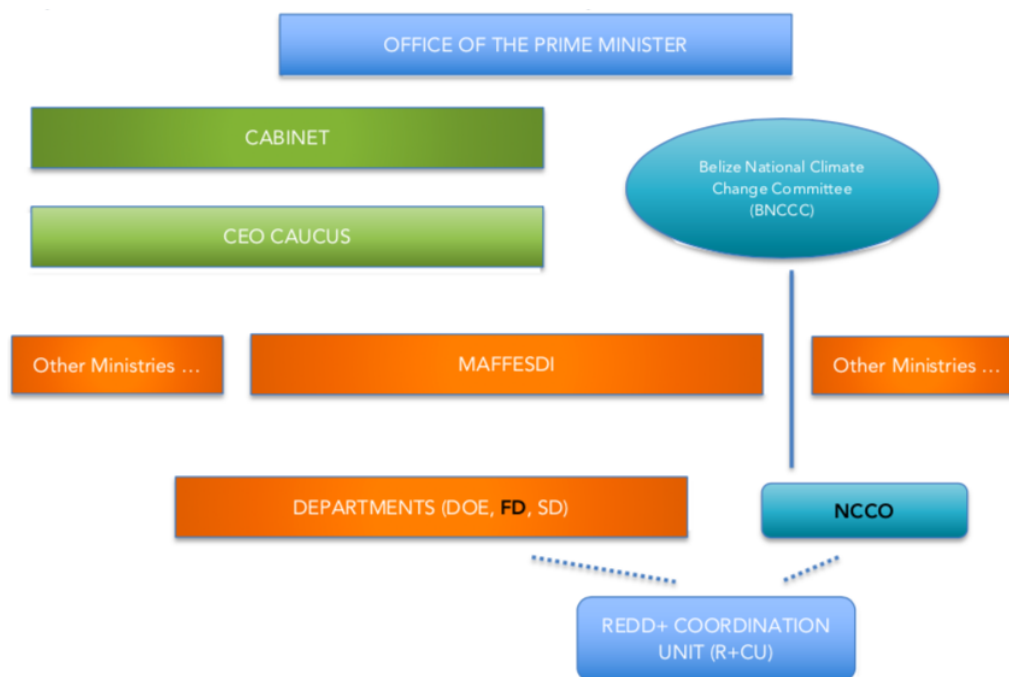 OFFICE OF THE PRIME MINISTER
CABINET
Belize National Climate
Change Committee
(BNCCC)
CEO CAUCUS
Other Ministries ...
MAFFESDI
Other Ministries ...
DEPARTMENTS (DOE, FD, SD)
NCCO
REDD+ COORDINATION
UNIT (R+CU)